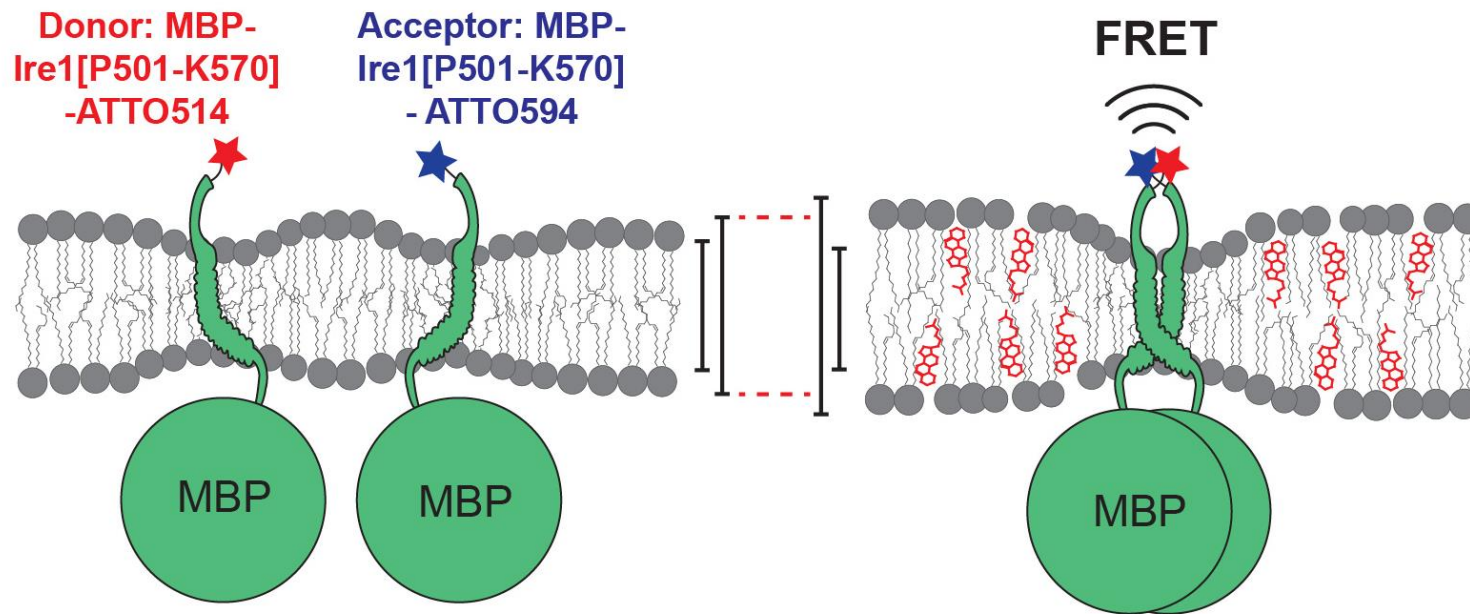 Donor: MBP-
Ire1[P501-K570]
-ATTO514
Acceptor: MBP-
Ire1[P501-K570]
- ATTO594
FRET
MBP
MBP
MBP